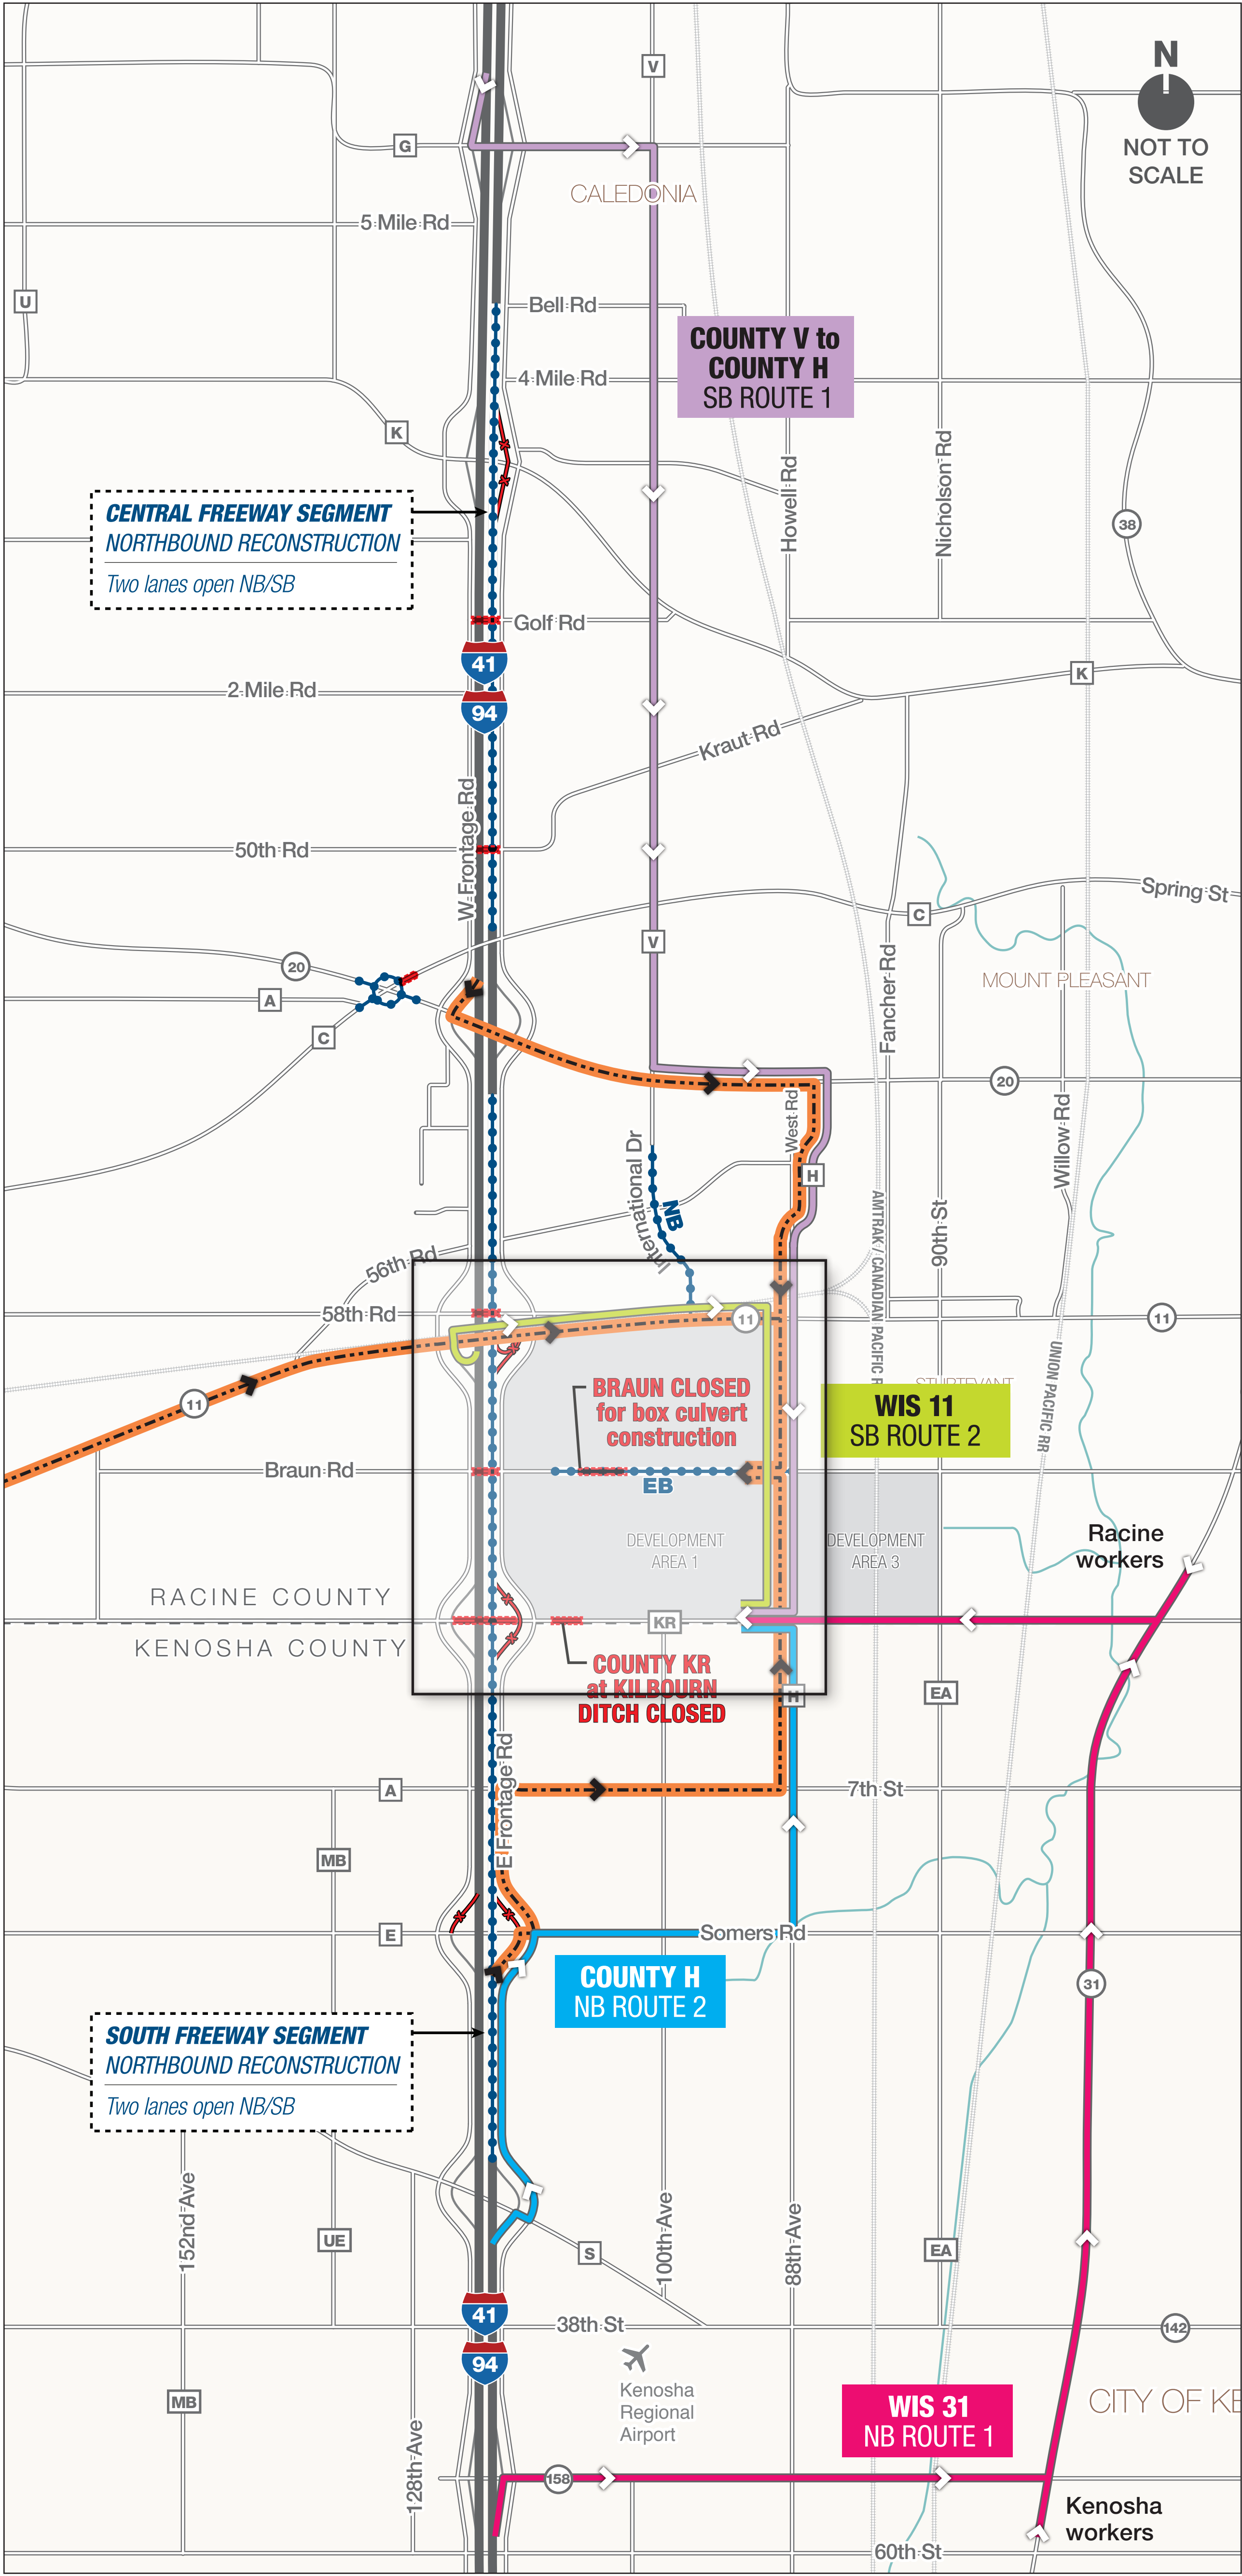 V
N
NOT TO
SCALE
G
CALEDONIA
5 Mile Rd
U
Bell Rd
COUNTY V to
COUNTY H
SB ROUTE 1
4 Mile Rd
K
Howell Rd
Nicholson Rd
38
CENTRAL FREEWAY SEGMENT
NORTHBOUND RECONSTRUCTION
Two lanes open NB/SB
Golf Rd
41
K
2 Mile Rd
94
Kraut Rd
W Frontage Rd
50th Rd
Spring St
C
V
20
MOUNT PLEASANT
A
Fancher Rd
C
20
West Rd
Willow Rd
International Dr
H
NB
AMTRAK / CANADIAN PACIFIC R
90th St
56th Rd
58th Rd
11
11
UNION PACIFIC RR
STURTEVANT
BRAUN CLOSED
for box culvert
construction
WIS 11
SB ROUTE 2
11
Braun Rd
EB
DEVELOPMENT
AREA 1
DEVELOPMENT
AREA 3
Racine
workers
RACINE COUNTY
KR
KENOSHA COUNTY
COUNTY KR
at KILBOURN
DITCH CLOSED
H
EA
E Frontage Rd
A
7th St
MB
E
Somers Rd
COUNTY H
NB ROUTE 2
31
SOUTH FREEWAY SEGMENT
NORTHBOUND RECONSTRUCTION
Two lanes open NB/SB
152nd Ave
UE
S
100th Ave
88th Ave
EA
41
38th St
142
94
Kenosha
Regional
Airport
MB
CITY OF KE
WIS 31
NB ROUTE 1
128th Ave
158
Kenosha
workers
60th St